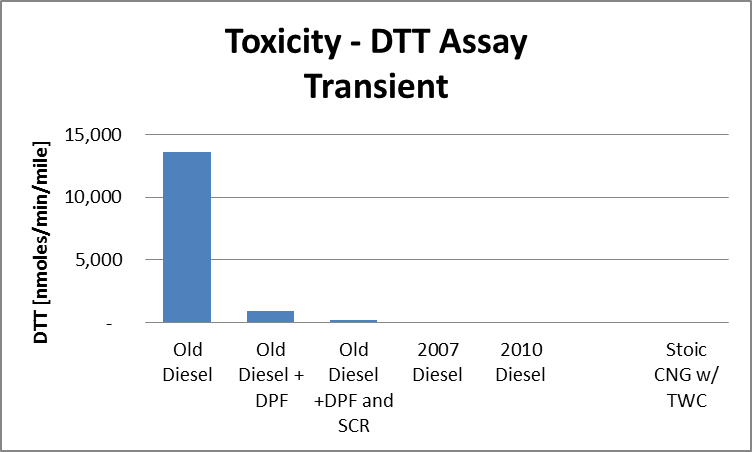 Toxicity - DTT Assay
Transient
DTT [nmoles/min/mile]
15,000
10,000
5,000
-
Old
Diesel
Old
Diesel +
DPF
Old
Diesel
+DPF and
SCR
2007
Diesel
2010
Diesel
Stoic
CNG w/
TWC